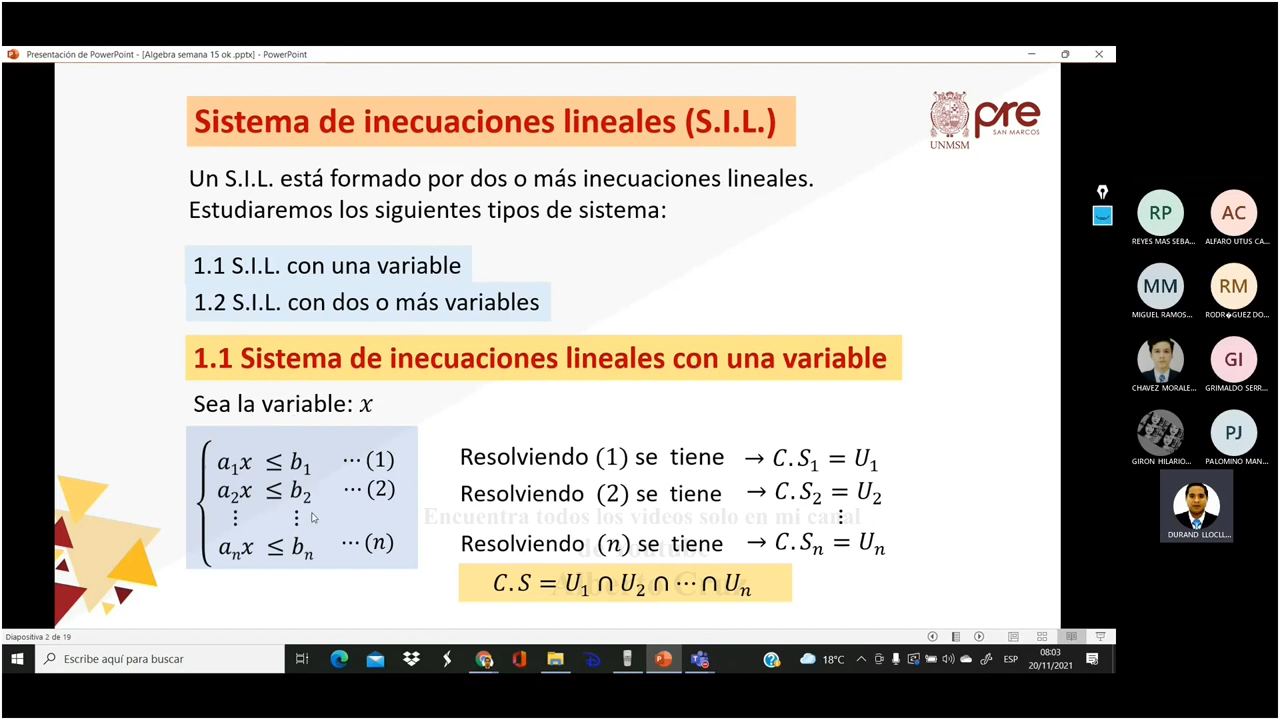 Presentación de PowerPoint - [Algebra semana 15 ok .pptx] - PowerPoint
Sistema de inecuaciones lineales (S.I.L.)
UNMSM
pre
SAN MARCOS
Un S.I.L. está formado por dos o más inecuaciones lineales.
Estudiaremos los siguientes tipos de sistema:
1.1 S.I.L. con una variable
1.2 S.I.L. con dos o más variables
1.1 Sistema de inecuaciones lineales con una variable
Sea la variable: x
a₁x ≤ b₁ ⋯(1)
a₂x ≤ b₂ ⋯(2)
⋮ ⋮
aₙx ≤ bₙ ⋯(n)
Resolviendo (1) se tiene → C.S₁ = U₁
Resolviendo (2) se tiene → C.S₂ = U₂
⋮
Encuentra todos los videos solo en mi canal
de youtube
Resolviendo (n) se tiene → C.Sₙ = Uₙ
Alberto Cruz
C.S = U₁ ∩ U₂ ∩ ⋯ ∩ Uₙ
RP
REYES MAS SEBA...
AC
ALFARO UTUS CA...
MM
MIGUEL RAMOS...
RM
RODR�GUEZ DO...
CHAVEZ MORALE...
GI
GRIMALDO SERR...
GIRON HILARIO...
PJ
PALOMINO MAN...
DURAND LLOCLL...
Diapositiva 2 de 19
Escribe aquí para buscar
18°C
ESP
08:03
20/11/2021